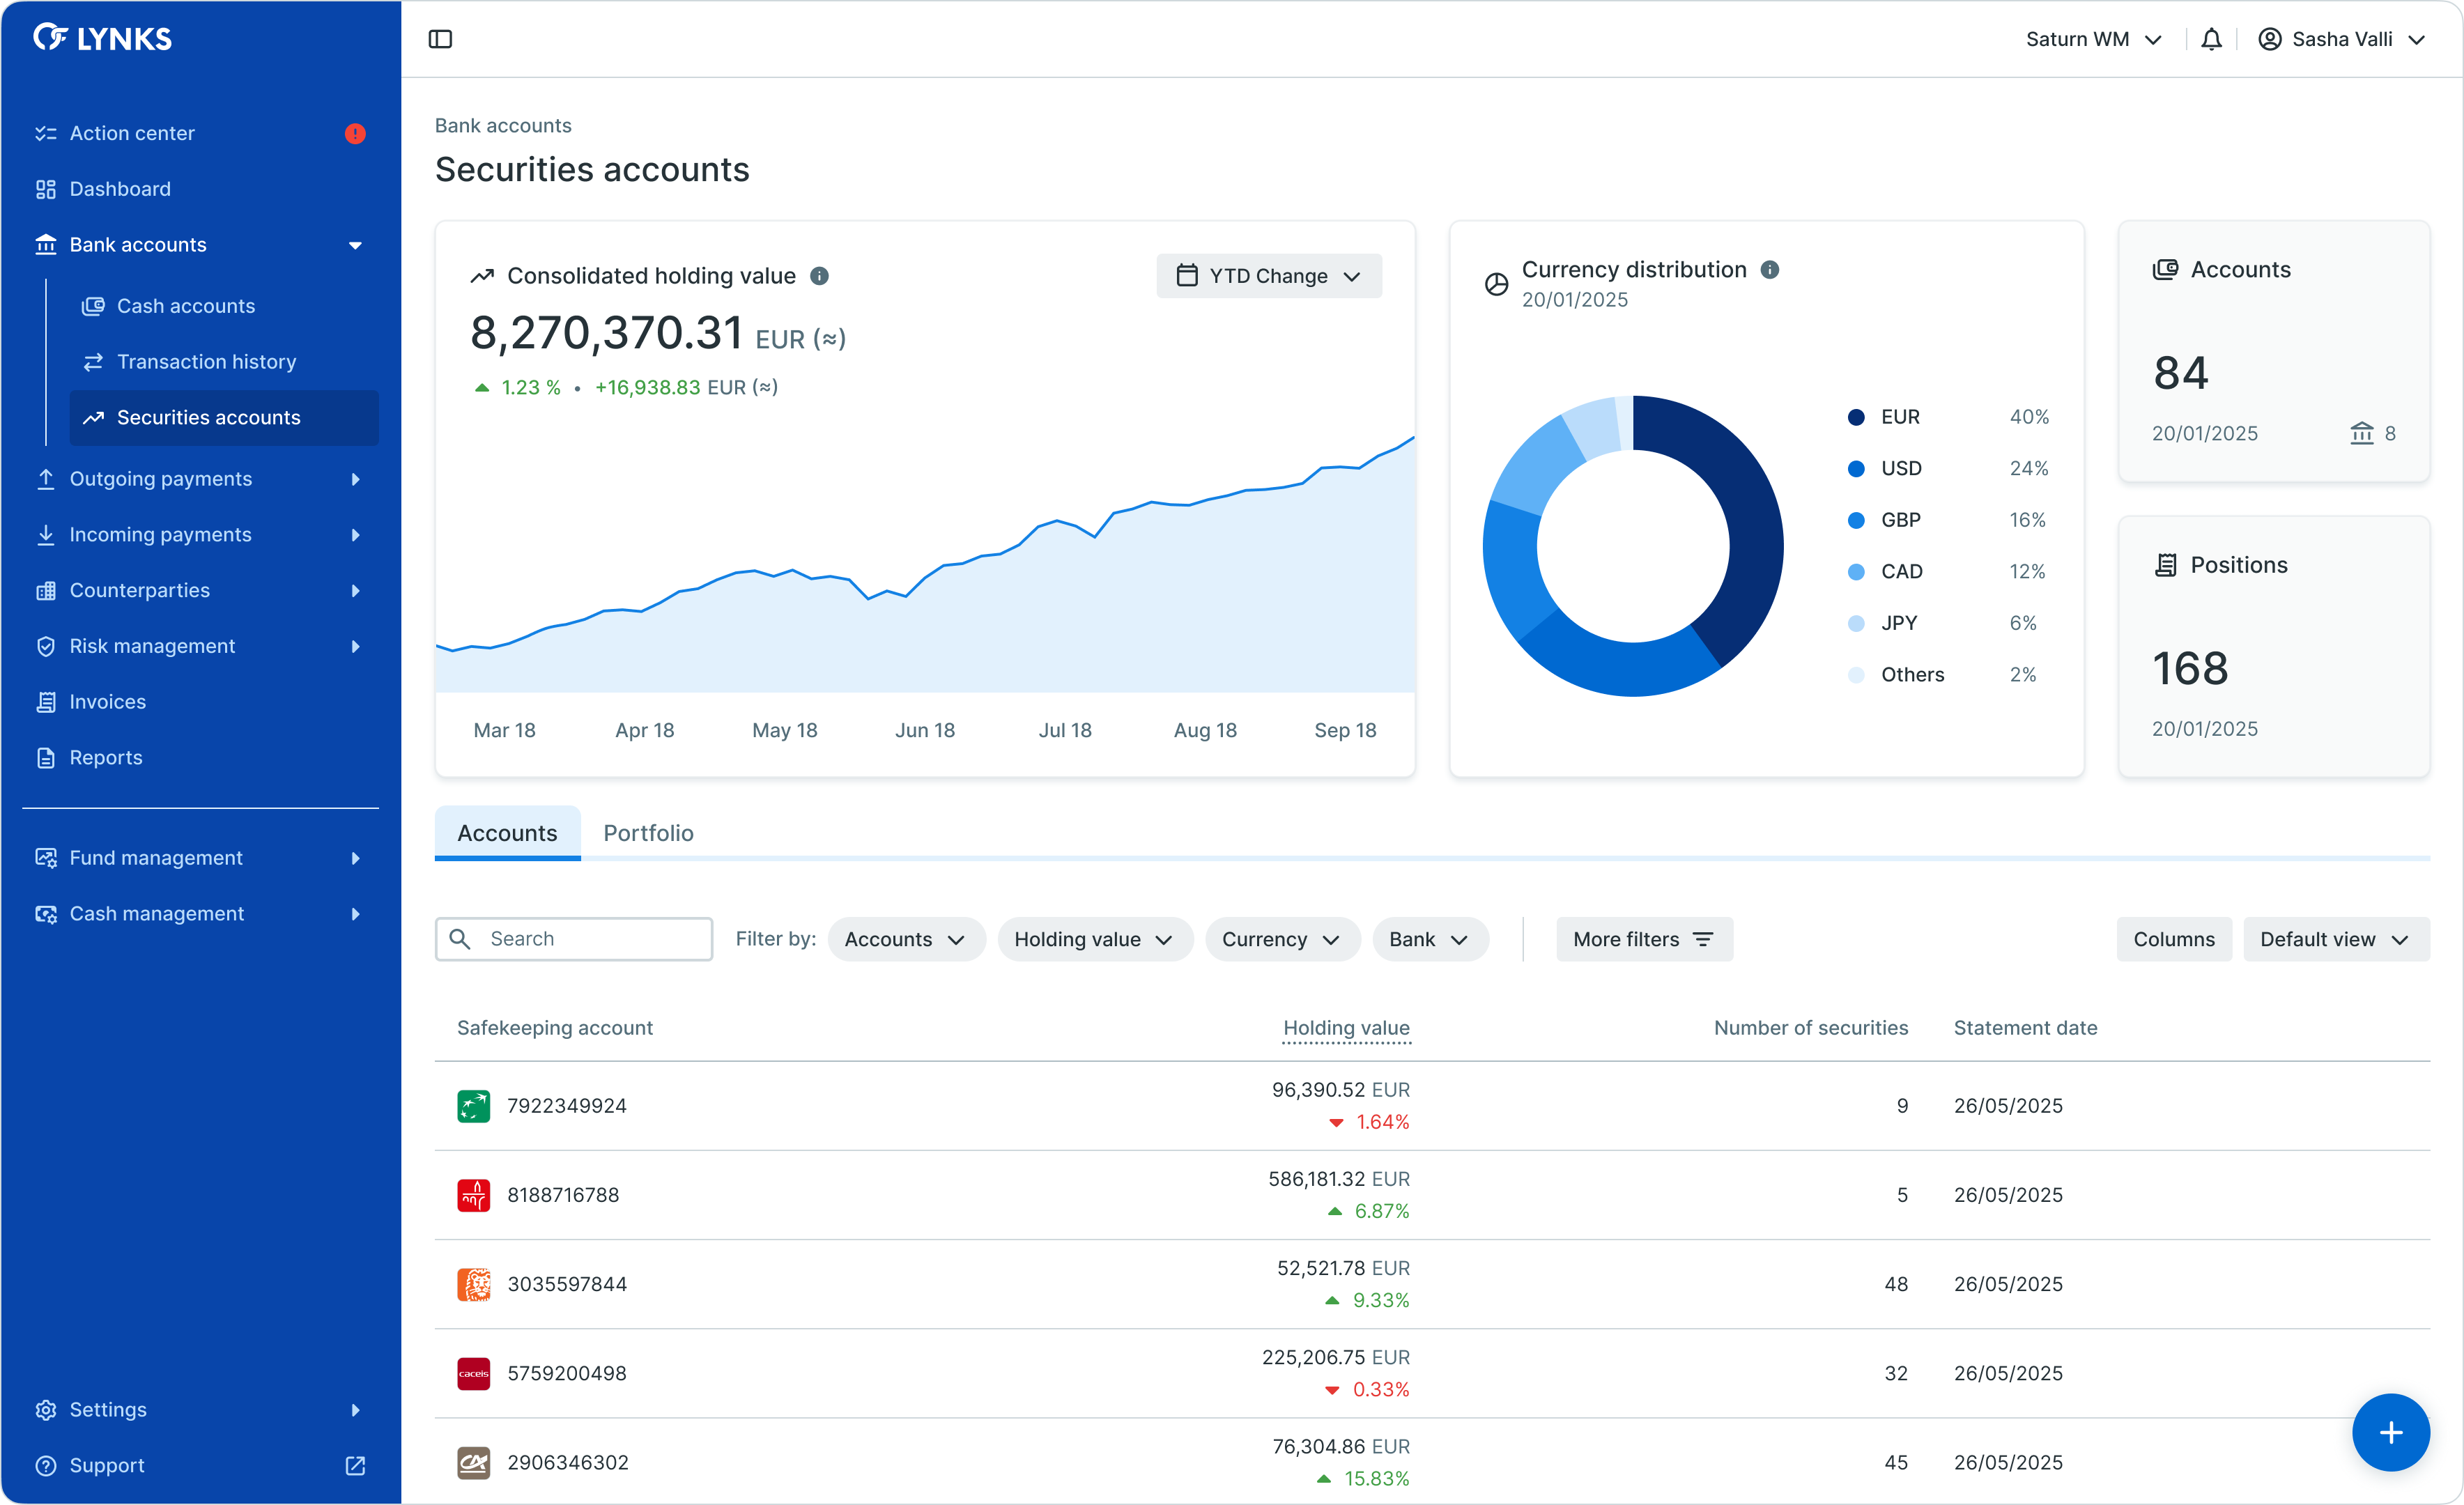 LYNKS
Action center
Dashboard
Bank accounts
Cash accounts
Transaction history
Securities accounts
Outgoing payments
Incoming payments
Counterparties
Risk management
Invoices
Reports
Fund management
Cash management
Settings
Support
Saturn WM
Sasha Valli
Bank accounts
Securities accounts
Consolidated holding value
YTD Change
8,270,370.31 EUR (≈)
1.23 % • +16,938.83 EUR (≈)
Mar 18 Apr 18 May 18 Jun 18 Jul 18 Aug 18 Sep 18
Currency distribution
20/01/2025
EUR 40%
USD 24%
GBP 16%
CAD 12%
JPY 6%
Others 2%
Accounts
84
20/01/2025 8
Positions
168
20/01/2025
Accounts Portfolio
Search Filter by: Accounts Holding value Currency Bank More filters Columns Default view
Safekeeping account Holding value Number of securities Statement date
7922349924 96,390.52 EUR 9 26/05/2025
1.64%
8188716788 586,181.32 EUR 5 26/05/2025
6.87%
3035597844 52,521.78 EUR 48 26/05/2025
9.33%
caceis 5759200498 225,206.75 EUR 32 26/05/2025
0.33%
CA 2906346302 76,304.86 EUR 45 26/05/2025
15.83%